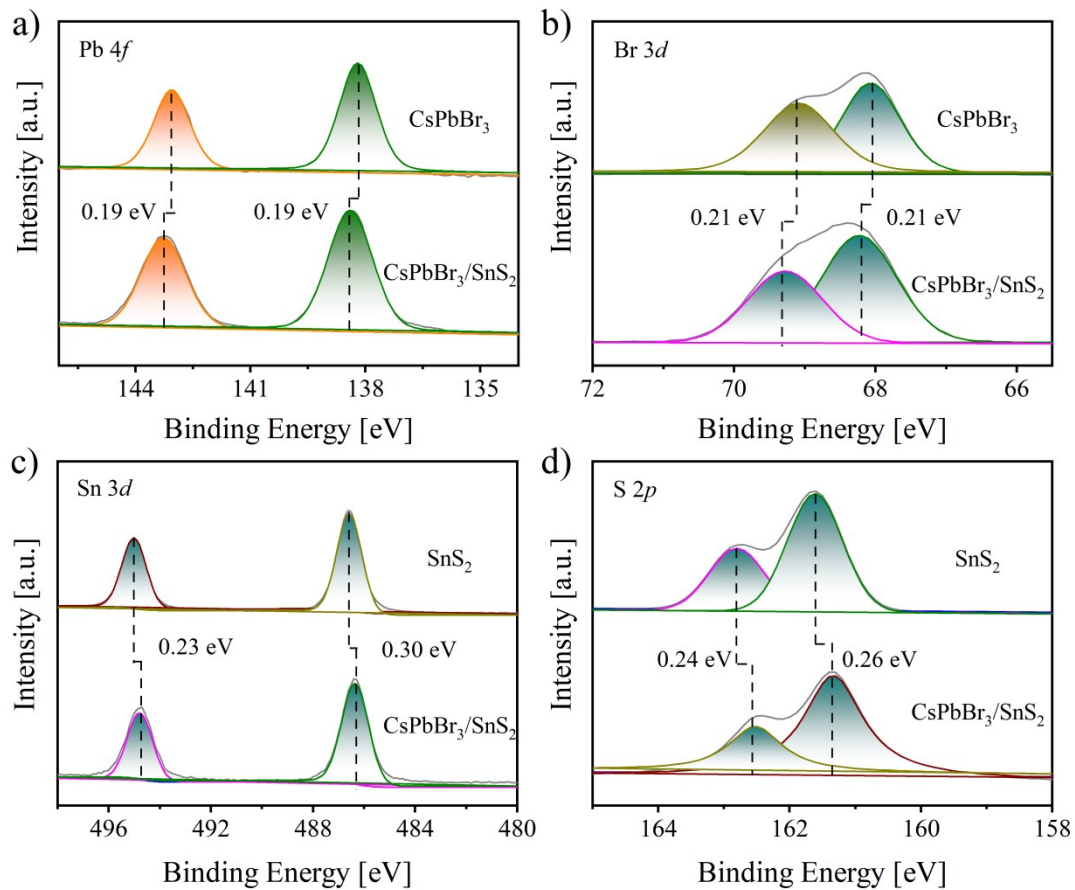 a)
Pb 4f
CsPbBr₃
0.19 eV
0.19 eV
CsPbBr₃/SnS₂
Intensity [a.u.]
144
141
138
135
Binding Energy [eV]
b)
Br 3d
CsPbBr₃
0.21 eV
0.21 eV
CsPbBr₃/SnS₂
Intensity [a.u.]
72
70
68
66
Binding Energy [eV]
c)
Sn 3d
SnS₂
0.23 eV
0.30 eV
CsPbBr₃/SnS₂
Intensity [a.u.]
496
492
488
484
480
Binding Energy [eV]
d)
S 2p
SnS₂
0.24 eV
0.26 eV
CsPbBr₃/SnS₂
Intensity [a.u.]
164
162
160
158
Binding Energy [eV]